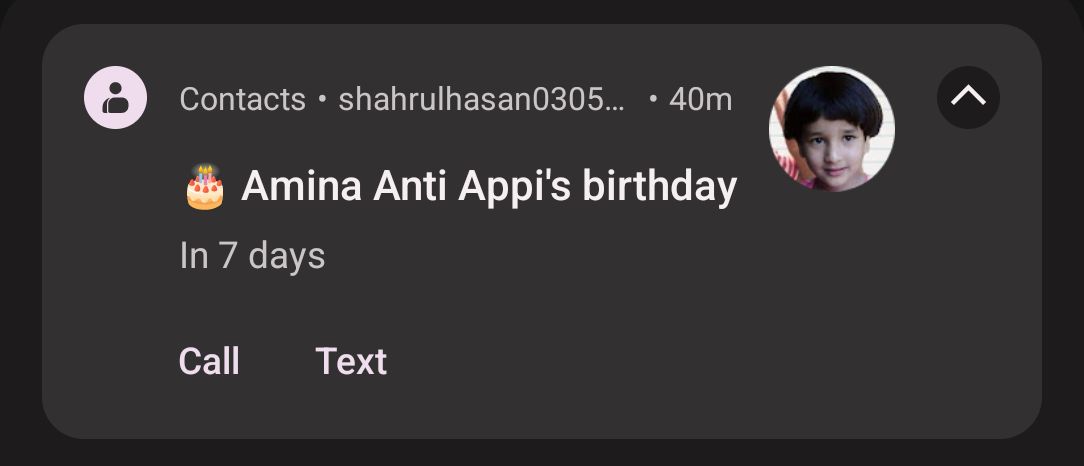 Contacts • shahrulhasan0305... • 40m
🎂 Amina Anti Appi's birthday
In 7 days
Call Text